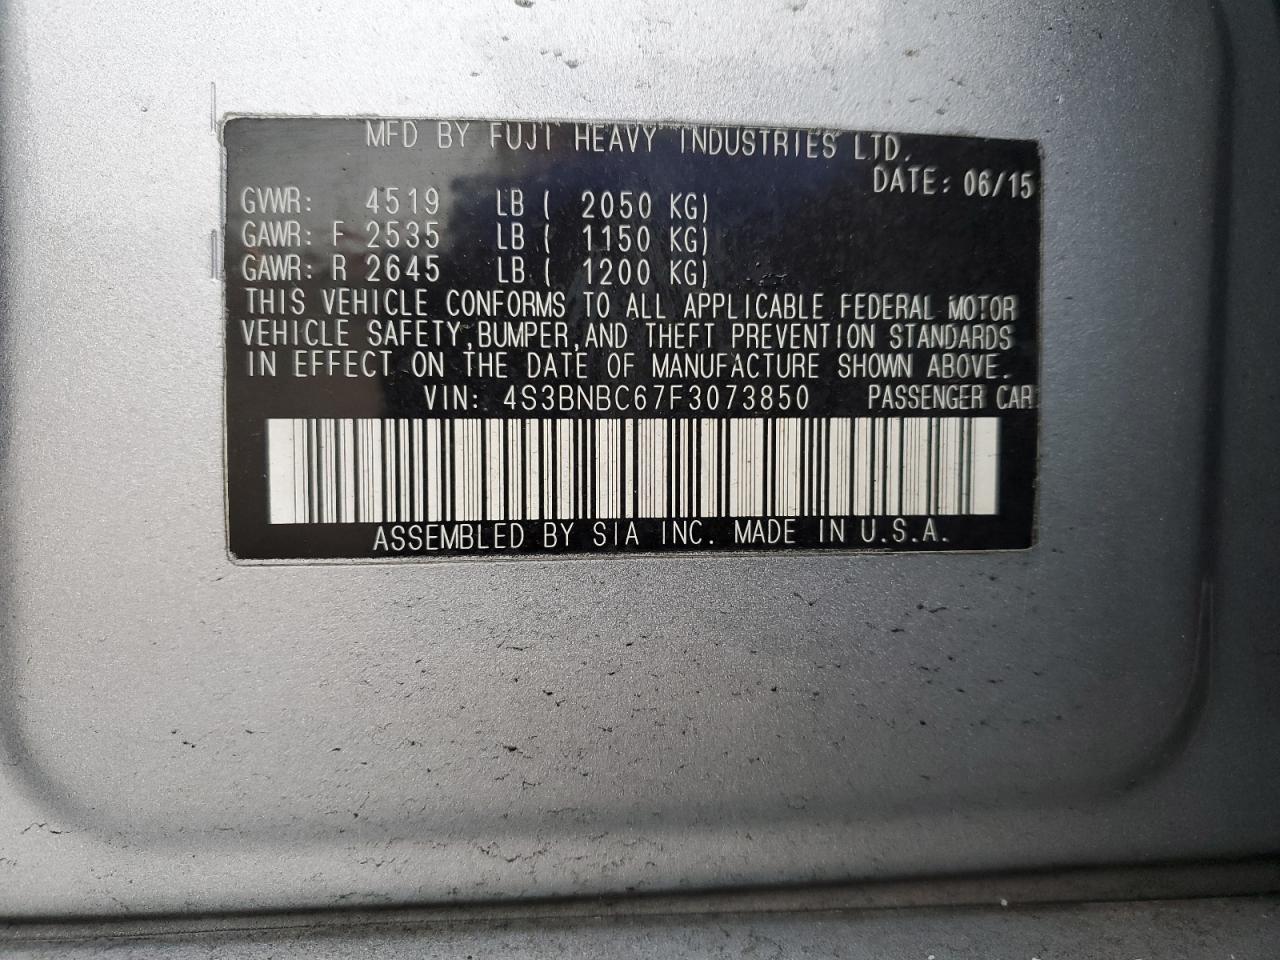 MFD BY FUJI HEAVY INDUSTRIES LTD.
DATE: 06/15
GVWR: 4519 LB ( 2050 KG)
GAWR: F 2535 LB ( 1150 KG)
GAWR: R 2645 LB ( 1200 KG)
THIS VEHICLE CONFORMS TO ALL APPLICABLE FEDERAL MOTOR
VEHICLE SAFETY, BUMPER, AND THEFT PREVENTION STANDARDS
IN EFFECT ON THE DATE OF MANUFACTURE SHOWN ABOVE.
VIN: 4S3BNBC67F3073850 PASSENGER CAR
ASSEMBLED BY SIA INC. MADE IN U.S.A.